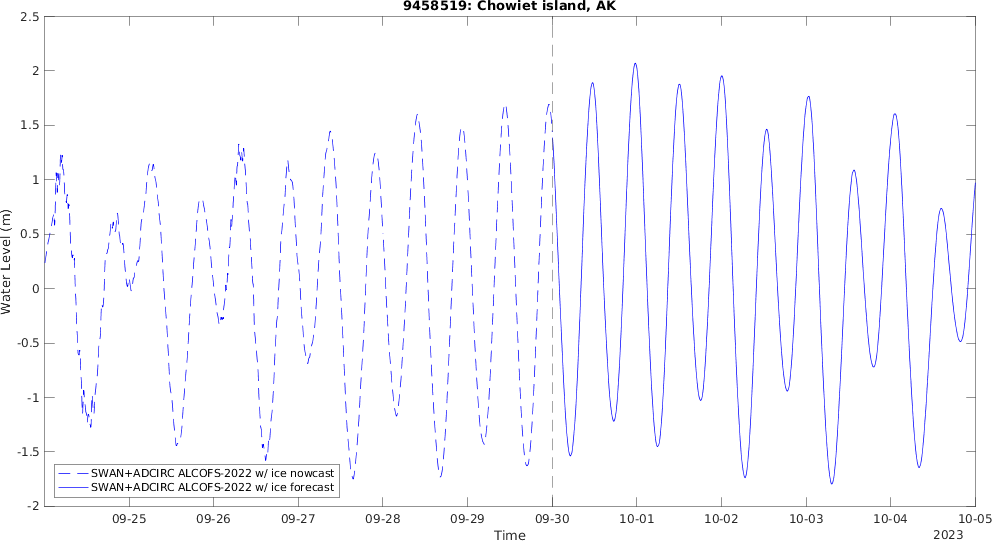 9458519: Chowiet island, AK
2.5
2
1.5
1
0.5
0
-0.5
-1
-1.5
-2
Water Level (m)
SWAN+ADCIRC ALCOFS-2022 w/ ice nowcast
SWAN+ADCIRC ALCOFS-2022 w/ ice forecast
09-25 09-26 09-27 09-28 09-29 09-30 10-01 10-02 10-03 10-04 10-05
Time
2023